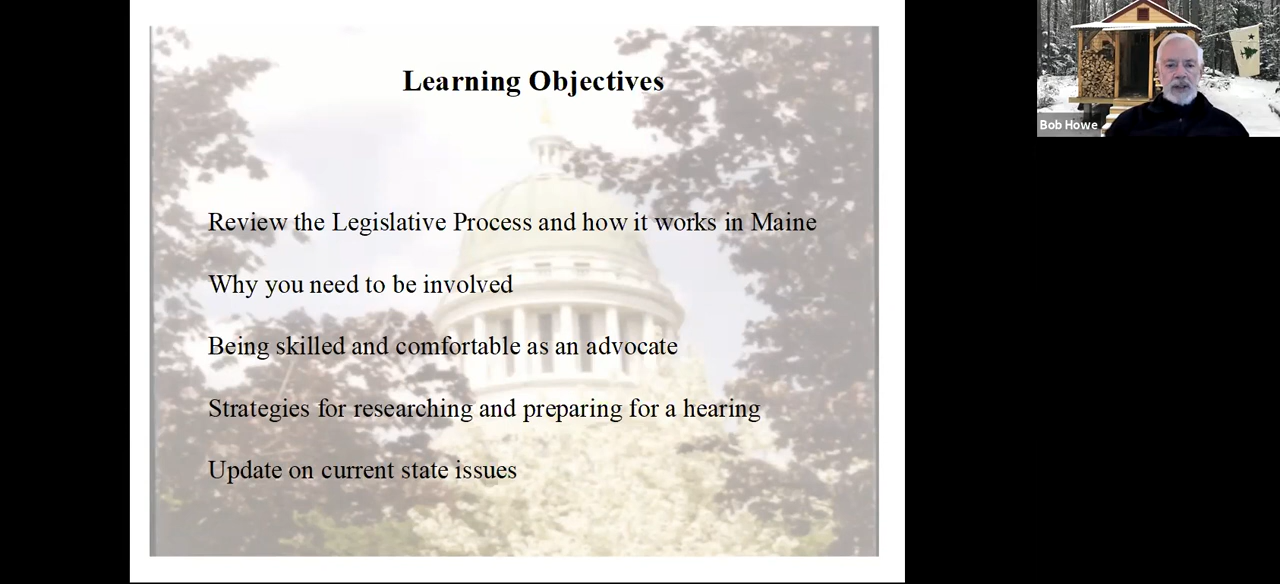 Learning Objectives
Review the Legislative Process and how it works in Maine
Why you need to be involved
Being skilled and comfortable as an advocate
Strategies for researching and preparing for a hearing
Update on current state issues
Bob Howe